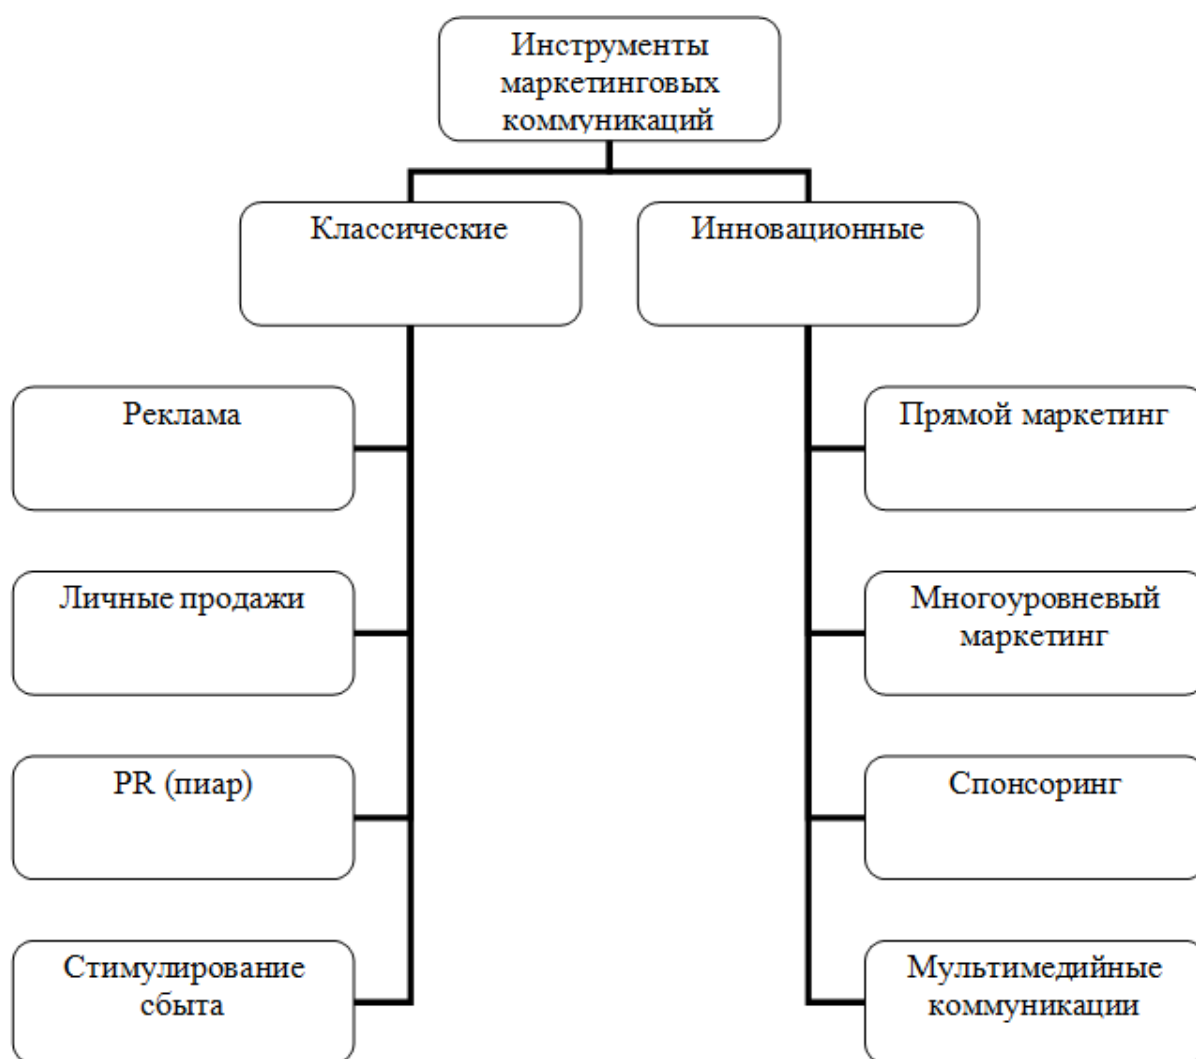 Инструменты
маркетинговых
коммуникаций
Классические
Инновационные
Реклама
Прямой маркетинг
Личные продажи
Многоуровневый
маркетинг
PR (пиар)
Спонсоринг
Стимулирование
сбыта
Мультимедийные
коммуникации